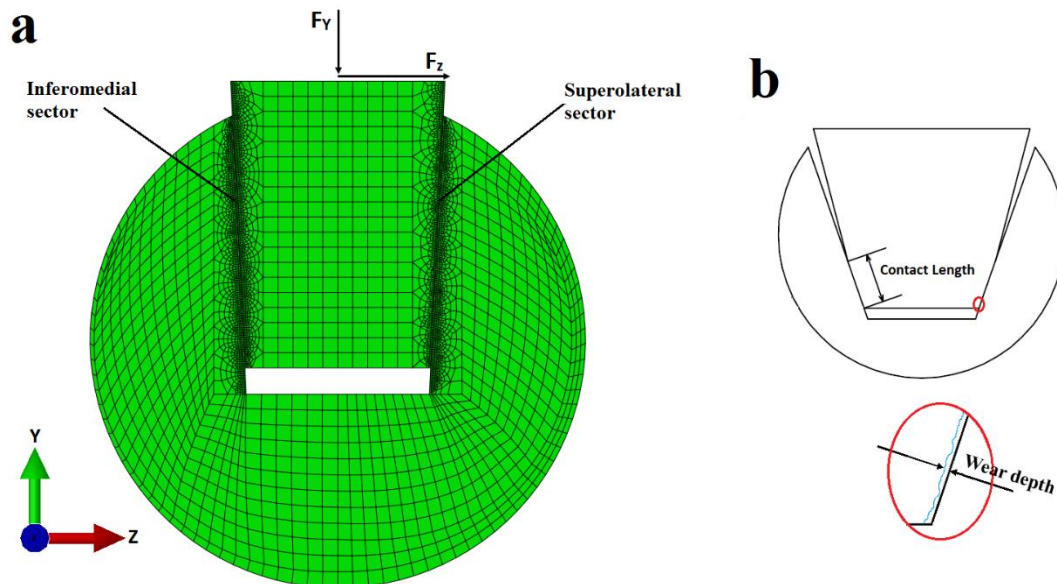 a
F_Y
F_z
Inferomedial
sector
Superolateral
sector
Y
Z
b
Contact Length
Wear depth